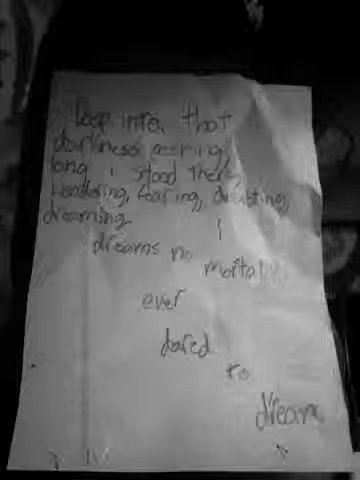 Deep into that
darkness peering,
long i stood there
wondering, fearing, doubting,
dreaming
dreams no
mortal
ever
dared
to
dream.